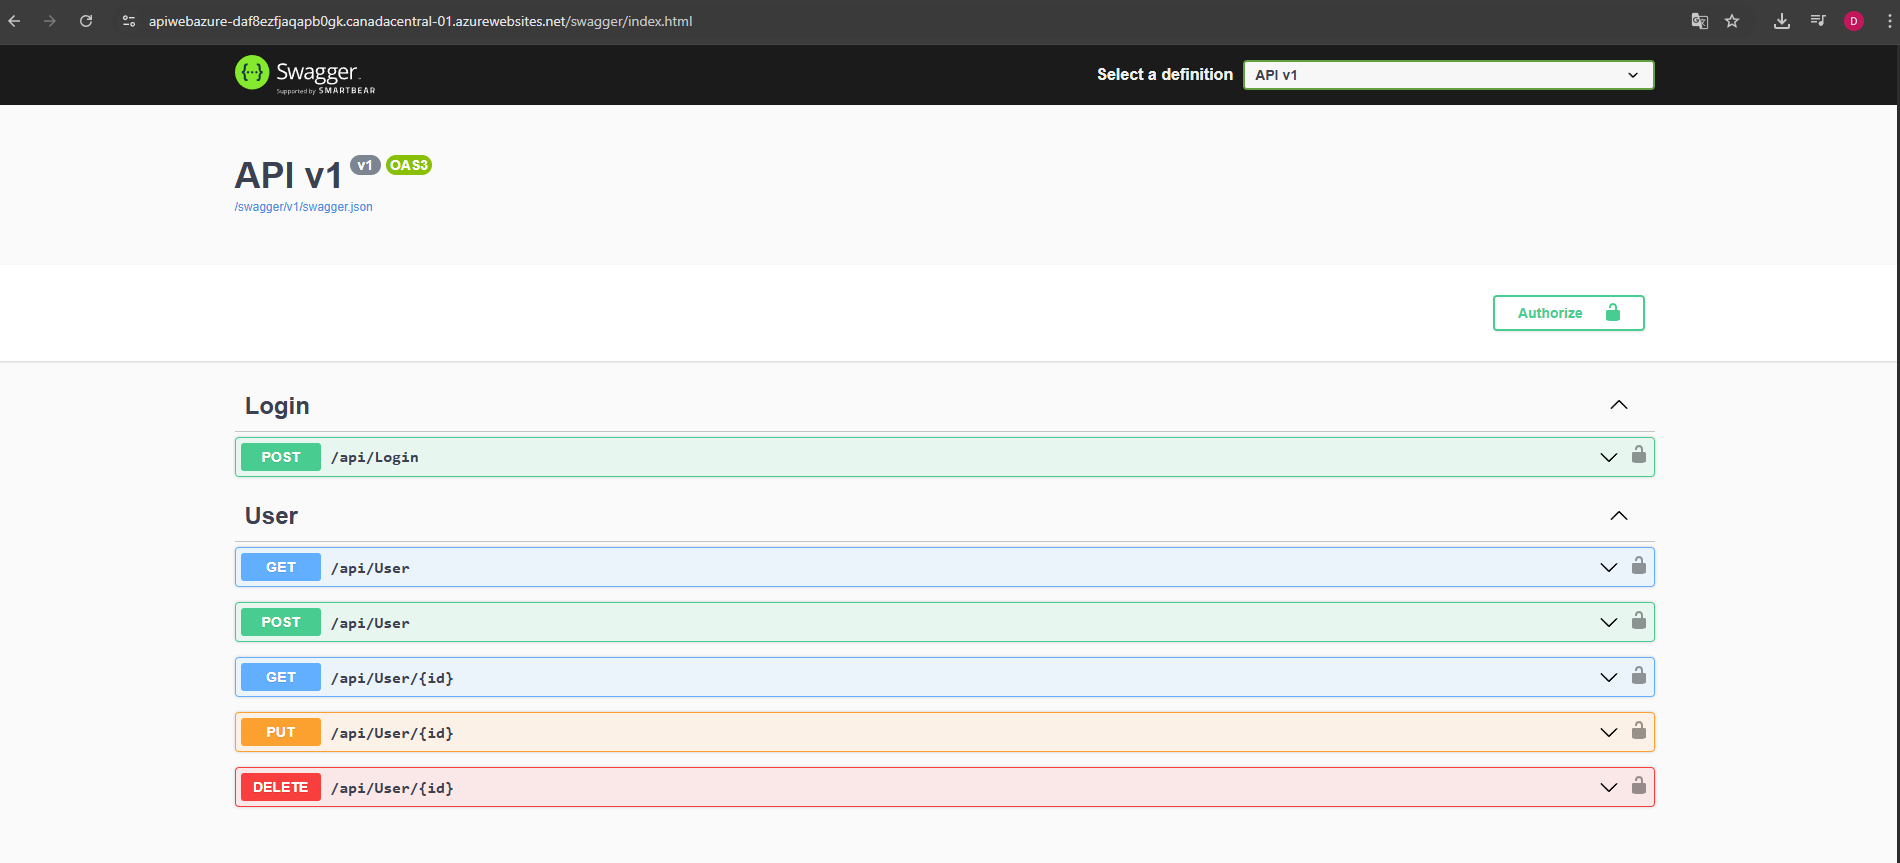 apiwebazure-daf8ezfjaqapb0gk.canadacentral-01.azurewebsites.net/swagger/index.html
D
Swagger.
Supported by SMARTBEAR
Select a definition
API v1
API v1 v1 OAS3
/swagger/v1/swagger.json
Authorize
Login
POST /api/Login
User
GET /api/User
POST /api/User
GET /api/User/{id}
PUT /api/User/{id}
DELETE /api/User/{id}